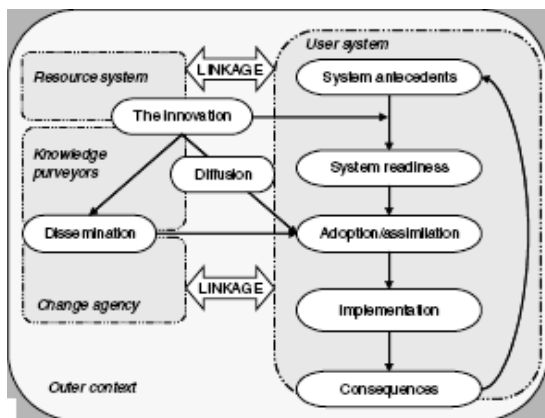 User system
Resource system
LINKAGE
System antecedents
The innovation
Knowledge
purveyors
Diffusion
System readiness
Dissemination
Adoption/assimilation
Change agency
LINKAGE
Implementation
Outer context
Consequences